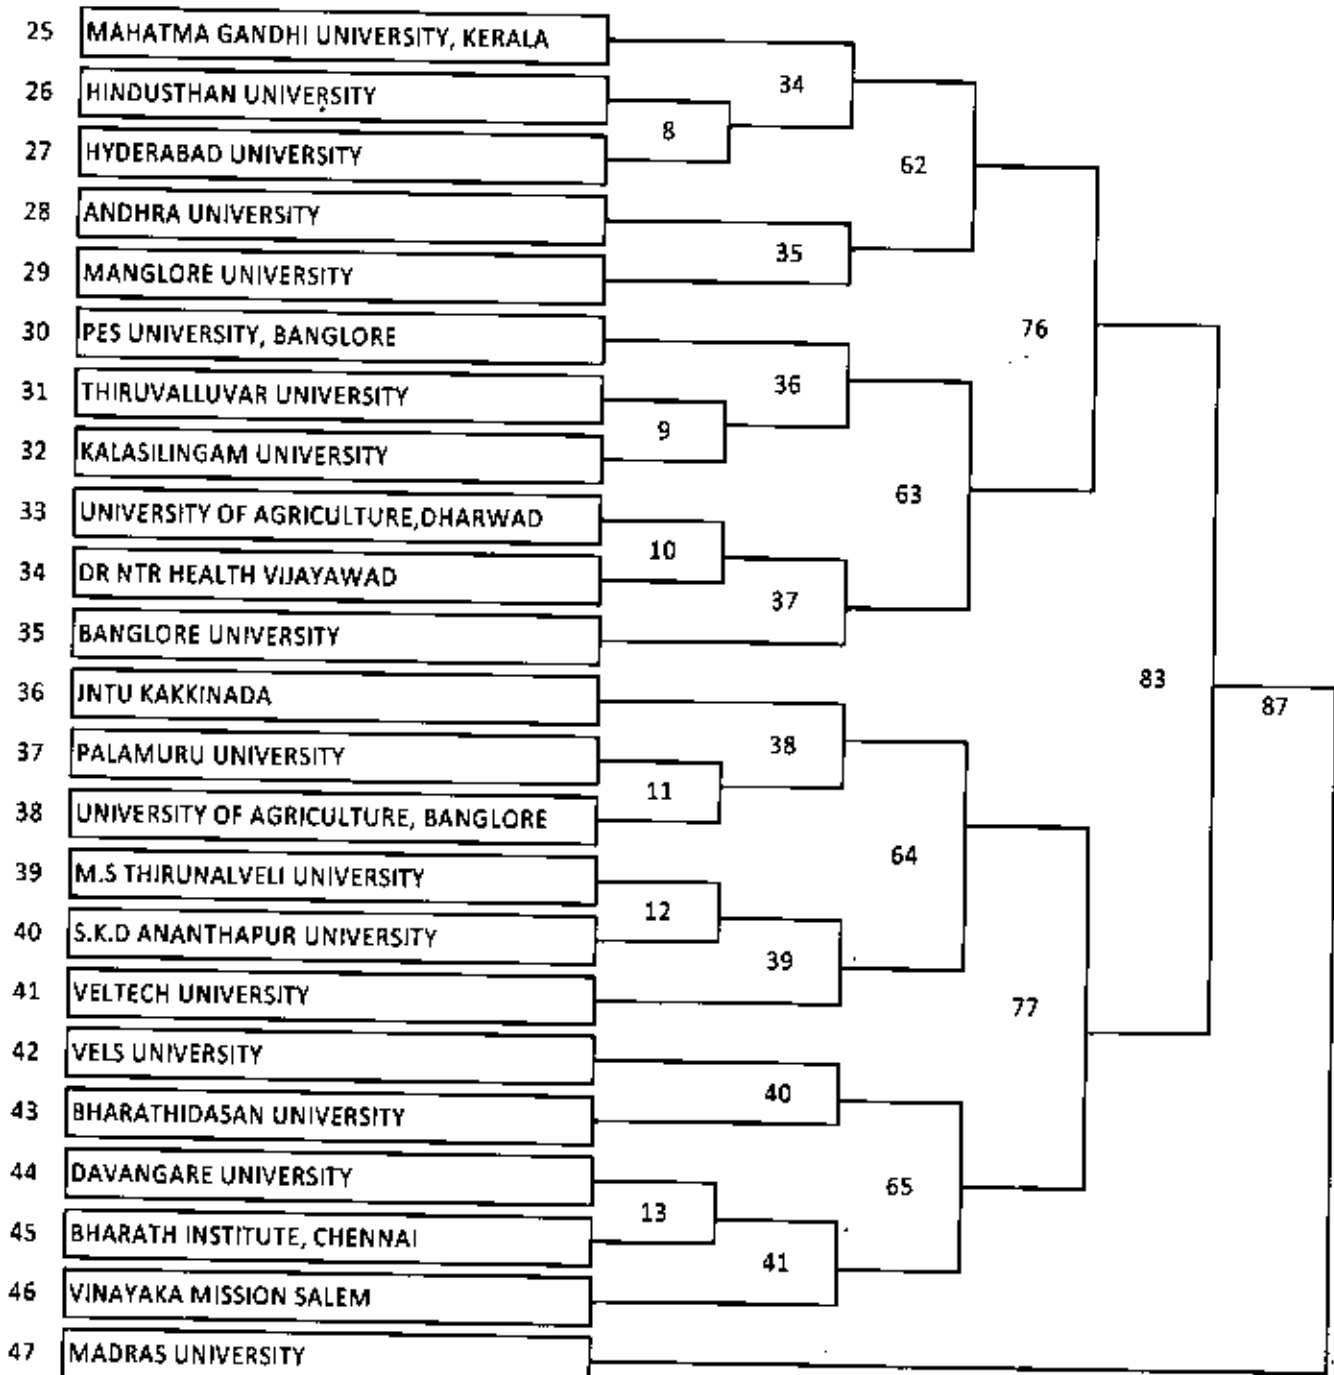 25 MAHATMA GANDHI UNIVERSITY, KERALA
34
26 HINDUSTHAN UNIVERSITY
8
27 HYDERABAD UNIVERSITY
62
28 ANDHRA UNIVERSITY
35
29 MANGLORE UNIVERSITY
30 PES UNIVERSITY, BANGLORE
76
31 THIRUVALLUVAR UNIVERSITY
36
9
32 KALASILINGAM UNIVERSITY
63
33 UNIVERSITY OF AGRICULTURE,DHARWAD
10
34 DR NTR HEALTH VIJAYAWAD
37
35 BANGLORE UNIVERSITY
83
36 JNTU KAKKINADA
87
38
37 PALAMURU UNIVERSITY
11
38 UNIVERSITY OF AGRICULTURE, BANGLORE
64
39 M.S THIRUNALVELI UNIVERSITY
12
40 S.K.D ANANTHAPUR UNIVERSITY
39
41 VELTECH UNIVERSITY
77
42 VELS UNIVERSITY
40
43 BHARATHIDASAN UNIVERSITY
44 DAVANGARE UNIVERSITY
65
13
45 BHARATH INSTITUTE, CHENNAI
41
46 VINAYAKA MISSION SALEM
47 MADRAS UNIVERSITY